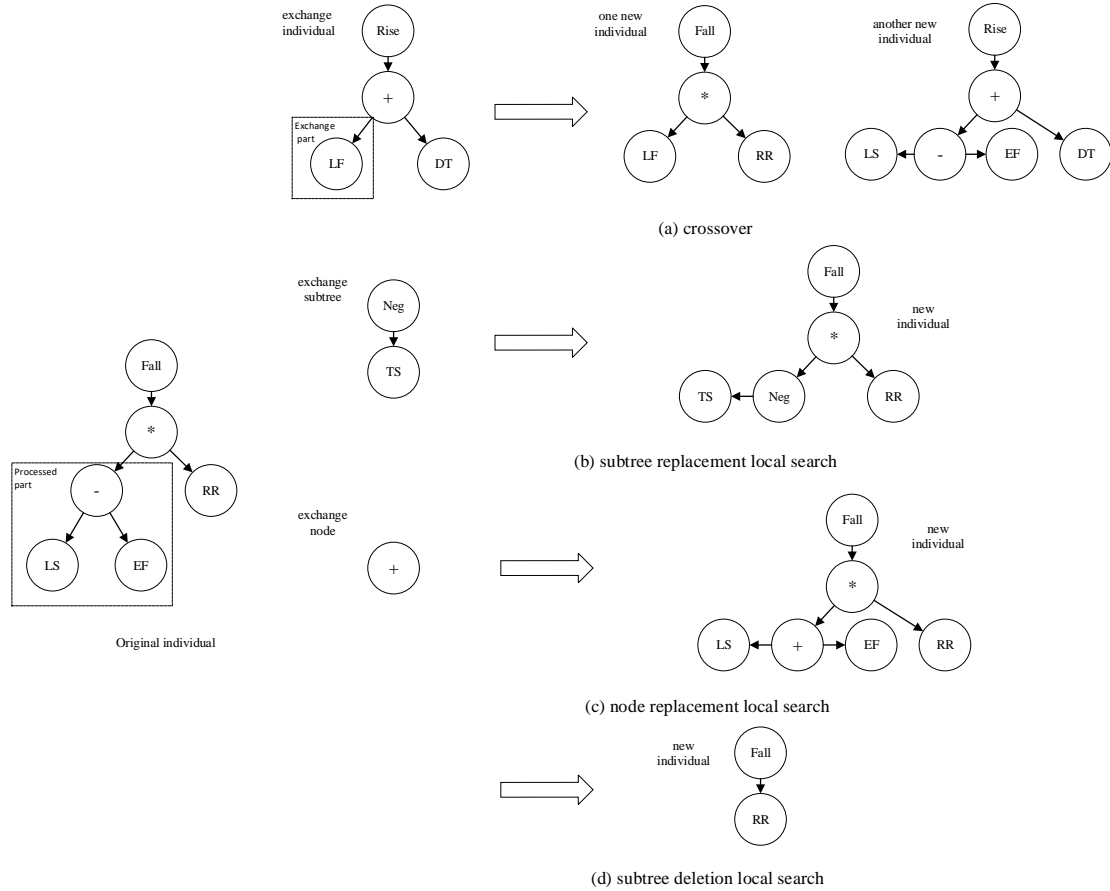 exchange
individual
Rise
+
Exchange
part
LF
DT
one new
individual
Fall
*
LF
RR
another new
individual
Rise
+
LS
-
EF
DT
(a) crossover
exchange
subtree
Neg
TS
Fall
new
individual
*
TS
Neg
RR
(b) subtree replacement local search
Fall
*
Processed
part
-
RR
LS
EF
Original individual
exchange
node
+
Fall
new
individual
*
LS
+
EF
RR
(c) node replacement local search
new
individual
Fall
RR
(d) subtree deletion local search